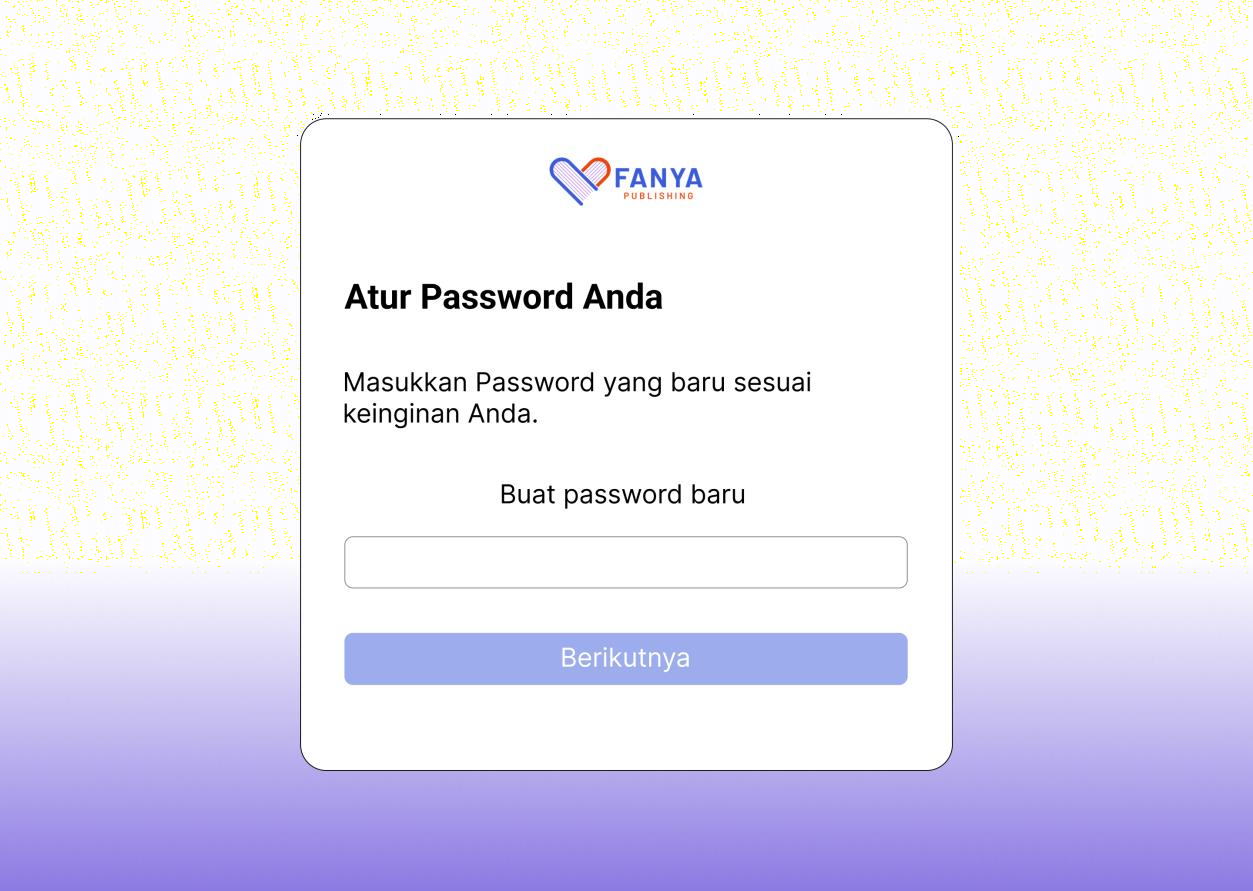 FANYA
PUBLISHING
Atur Password Anda
Masukkan Password yang baru sesuai
keinginan Anda.
Buat password baru
Berikutnya